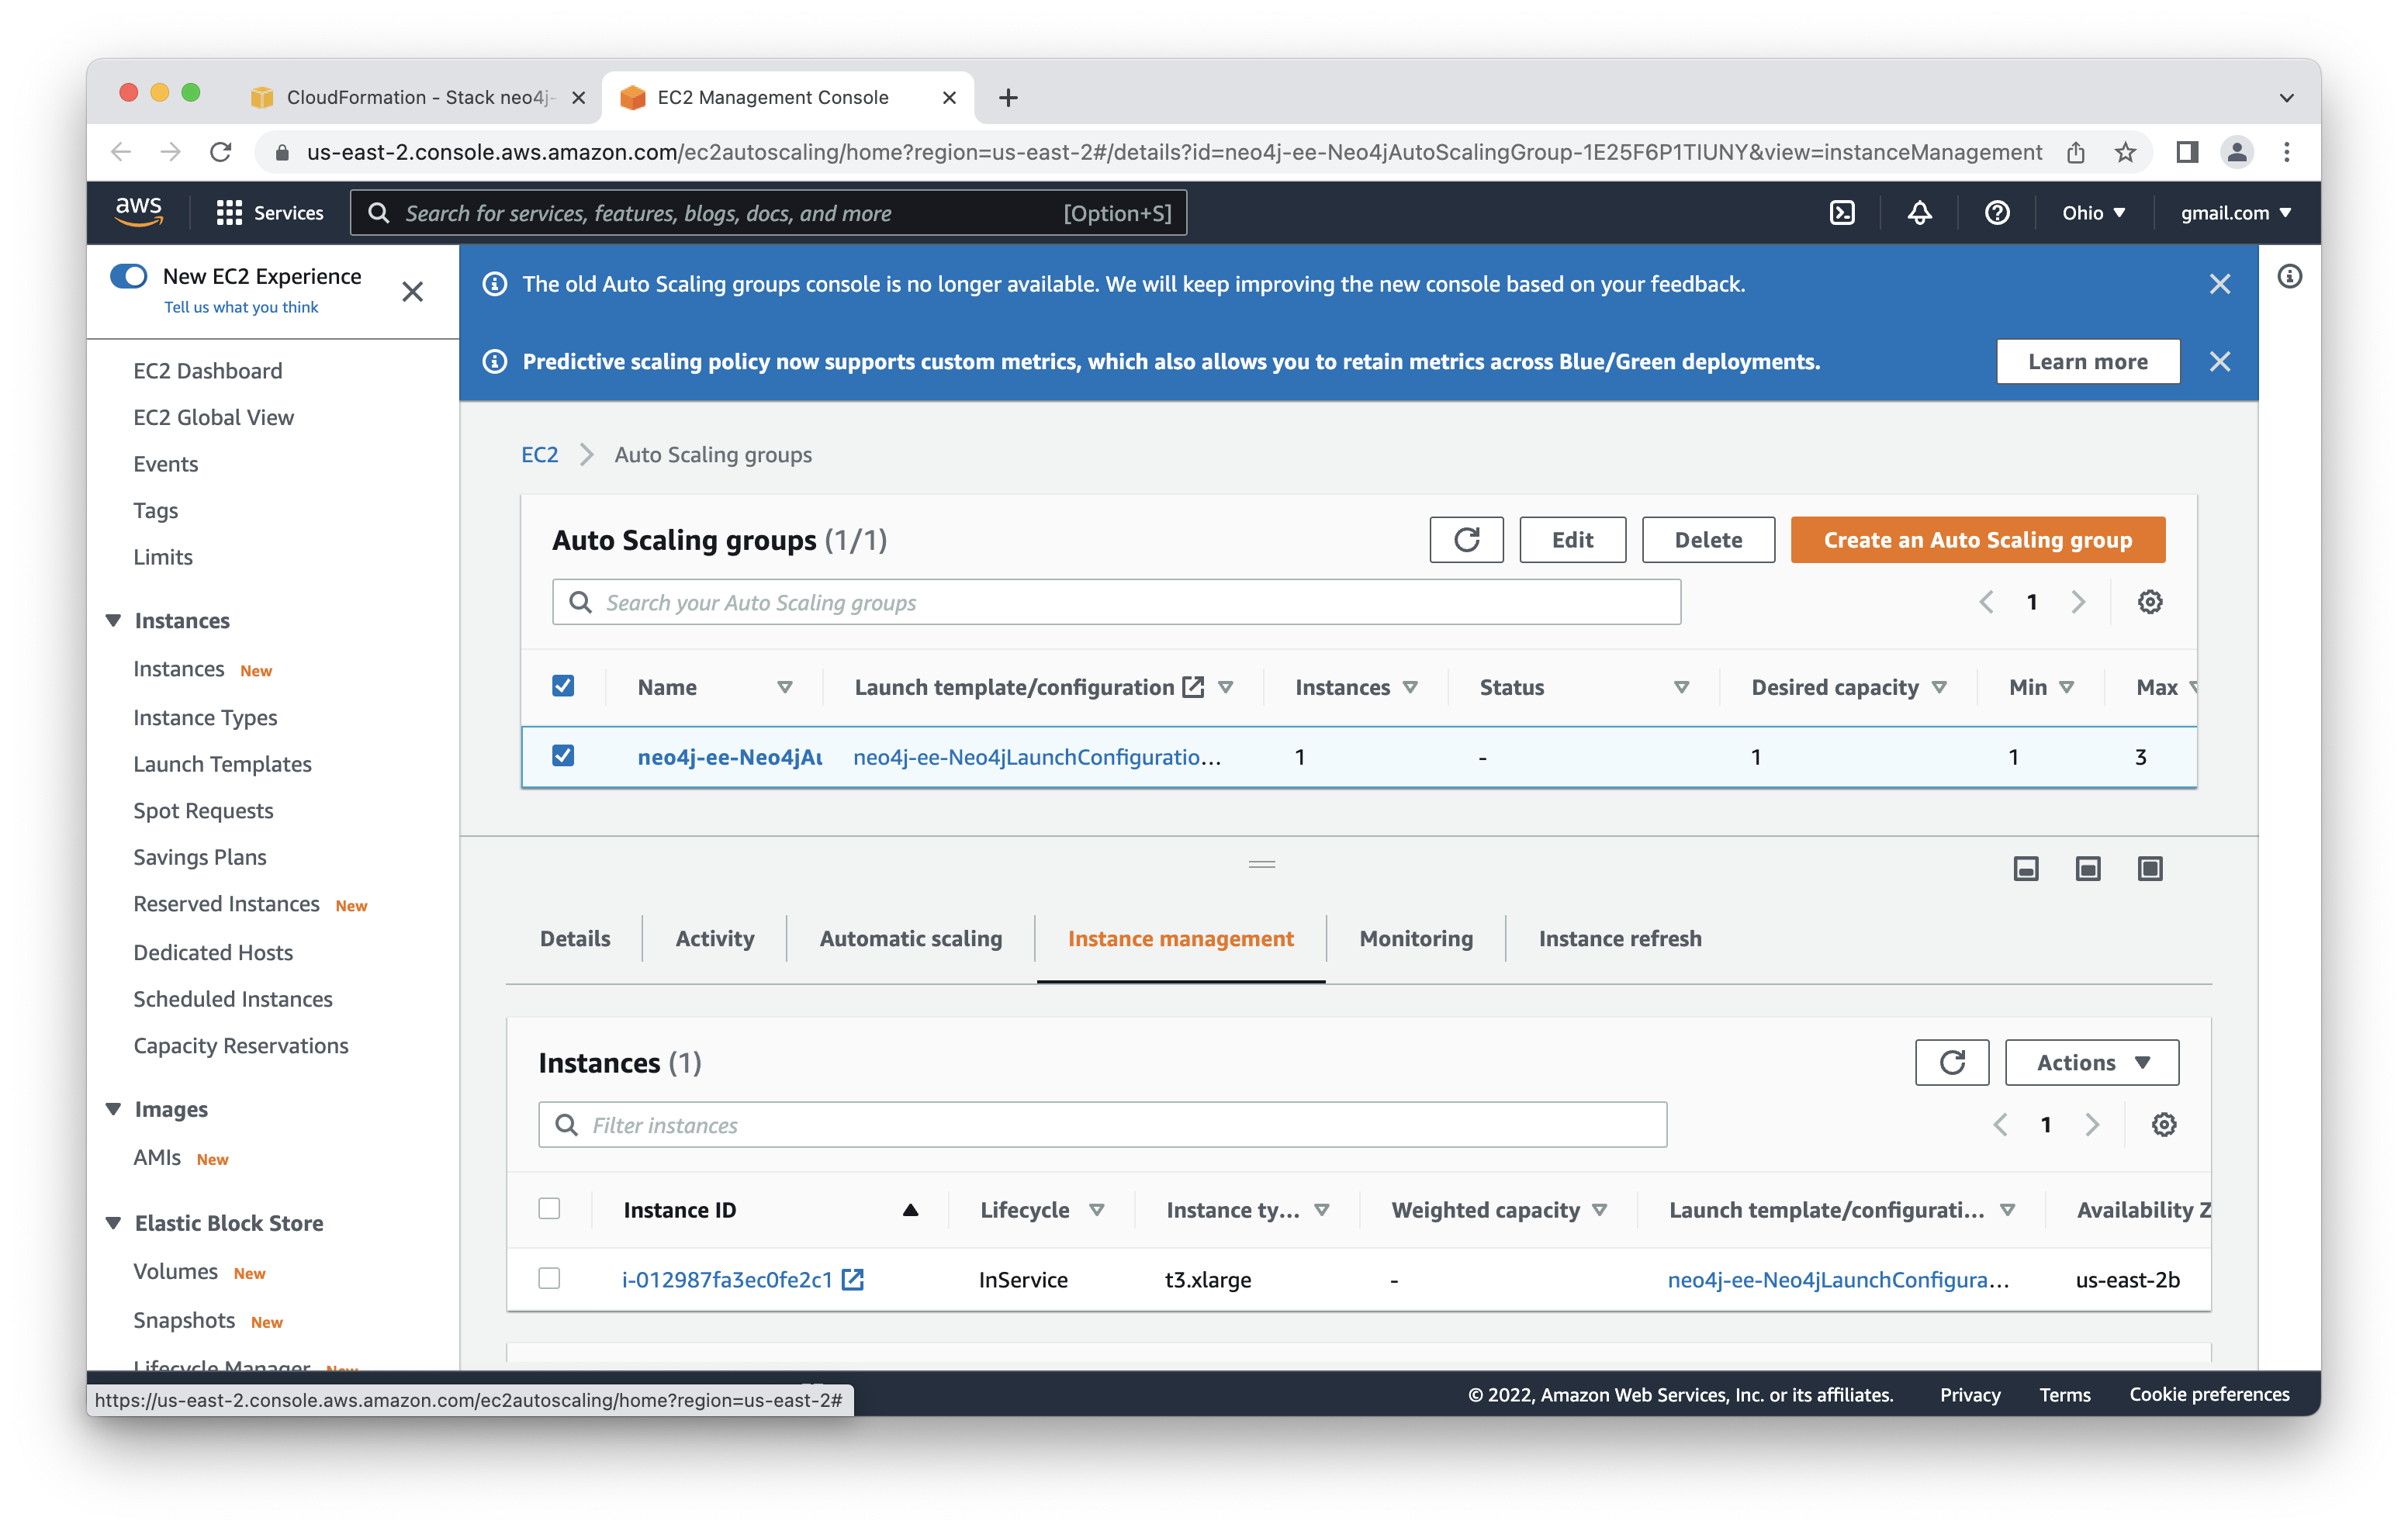 CloudFormation - Stack neo4j-
EC2 Management Console
us-east-2.console.aws.amazon.com/ec2autoscaling/home?region=us-east-2#/details?id=neo4j-ee-Neo4jAutoScalingGroup-1E25F6P1TIUNY&view=instanceManagement
aws
Services
Search for services, features, blogs, docs, and more
[Option+S]
Ohio
gmail.com
New EC2 Experience
Tell us what you think
EC2 Dashboard
EC2 Global View
Events
Tags
Limits
Instances
Instances New
Instance Types
Launch Templates
Spot Requests
Savings Plans
Reserved Instances New
Dedicated Hosts
Scheduled Instances
Capacity Reservations
Images
AMIs New
Elastic Block Store
Volumes New
Snapshots New
Lifecycle Manager New
The old Auto Scaling groups console is no longer available. We will keep improving the new console based on your feedback.
Predictive scaling policy now supports custom metrics, which also allows you to retain metrics across Blue/Green deployments.
Learn more
EC2 Auto Scaling groups
Auto Scaling groups (1/1)
Edit
Delete
Create an Auto Scaling group
Search your Auto Scaling groups
1
Name Launch template/configuration Instances Status Desired capacity Min Max
neo4j-ee-Neo4jAu neo4j-ee-Neo4jLaunchConfiguratio... 1 - 1 1 3
Details Activity Automatic scaling Instance management Monitoring Instance refresh
Instances (1)
Actions
Filter instances
1
Instance ID Lifecycle Instance ty... Weighted capacity Launch template/configurati... Availability Z
i-012987fa3ec0fe2c1 InService t3.xlarge - neo4j-ee-Neo4jLaunchConfigura... us-east-2b
https://us-east-2.console.aws.amazon.com/ec2autoscaling/home?region=us-east-2#
© 2022, Amazon Web Services, Inc. or its affiliates. Privacy Terms Cookie preferences